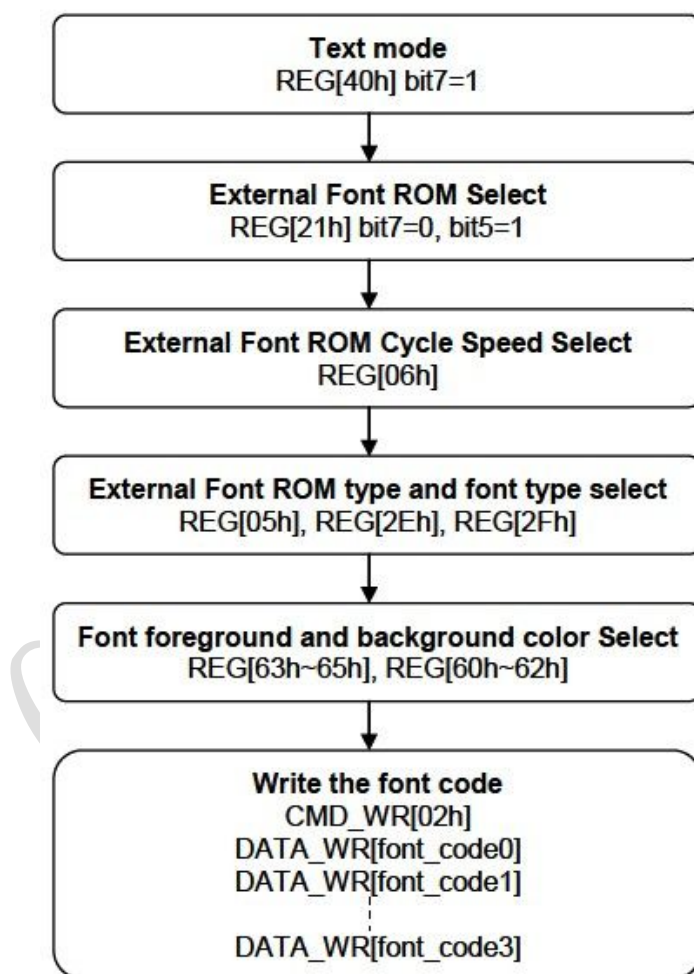 Text mode
REG[40h] bit7=1
External Font ROM Select
REG[21h] bit7=0, bit5=1
External Font ROM Cycle Speed Select
REG[06h]
External Font ROM type and font type select
REG[05h], REG[2Eh], REG[2Fh]
Font foreground and background color Select
REG[63h~65h], REG[60h~62h]
Write the font code
CMD_WR[02h]
DATA_WR[font_code0]
DATA_WR[font_code1]
DATA_WR[font_code3]